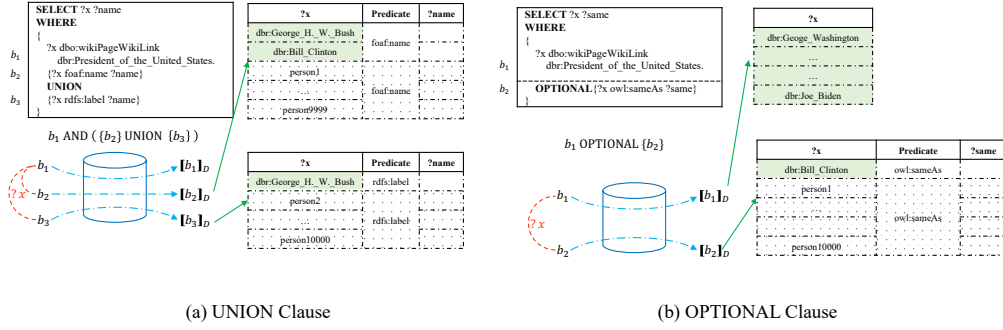 SELECT ?x ?name
WHERE
{
b1 ?x dbo:wikiPageWikiLink
dbr:President_of_the_United_States.
b2 {?x foaf:name ?name}
UNION
b3 {?x rdfs:label ?name}
}
b1 AND ({b2} UNION {b3})
? x
b1 [b1]D
b2 [b2]D
b3 [b3]D
?x Predicate ?name
dbr:George_H._W._Bush
foaf:name
dbr:Bill_Clinton
person1
...
foaf:name
person9999
?x Predicate ?name
dbr:George_H._W._Bush rdfs:label
person2
...
rdfs:label
person10000
(a) UNION Clause
SELECT ?x ?same
WHERE
{
b1 ?x dbo:wikiPageWikiLink
dbr:President_of_the_United_States.
b2 OPTIONAL{?x owl:sameAs ?same}
}
b1 OPTIONAL {b2}
? x
b1 [b1]D
b2 [b2]D
?x
dbr:Geoge_Washington
...
...
dbr:Joe_Biden
?x Predicate ?same
dbr:Bill_Clinton owl:sameAs
person1
...
owl:sameAs
person10000
(b) OPTIONAL Clause